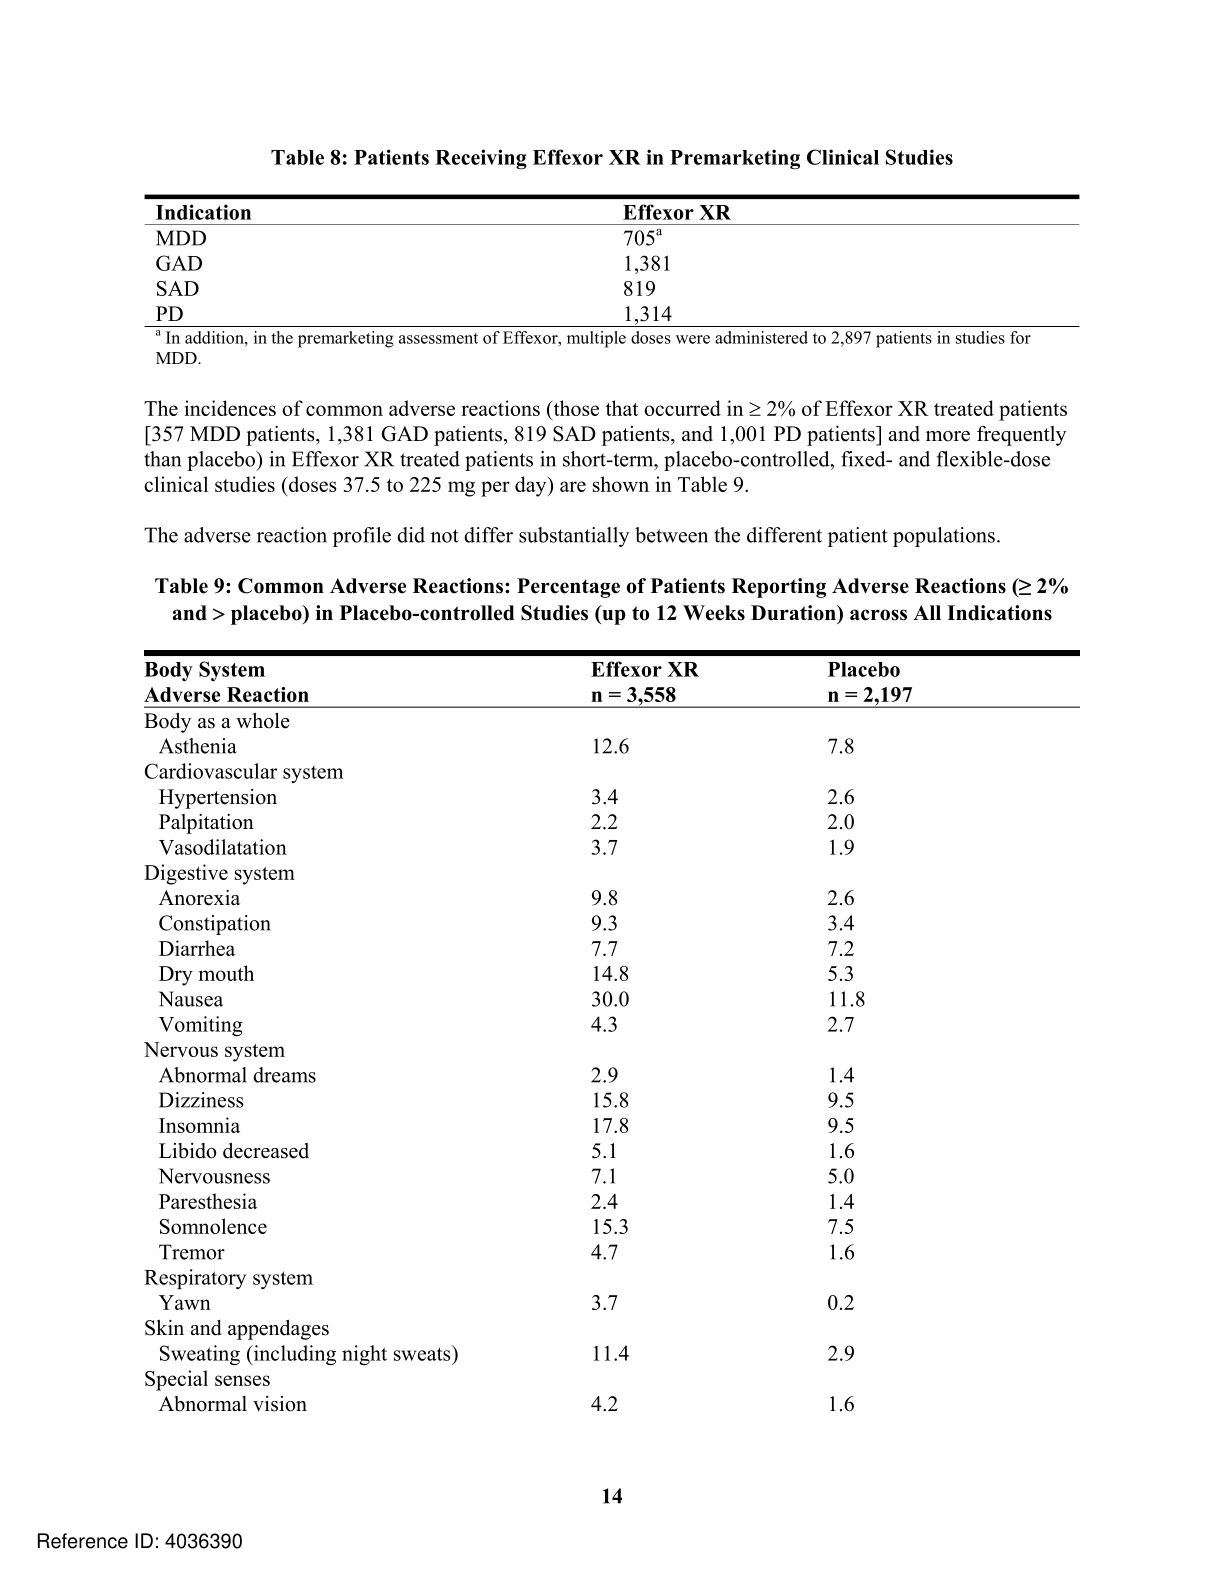 Table 8: Patients Receiving Effexor XR in Premarketing Clinical Studies
Indication Effexor XR
MDD 705a
GAD 1,381
SAD 819
PD 1,314
a In addition, in the premarketing assessment of Effexor, multiple doses were administered to 2,897 patients in studies for
MDD.
The incidences of common adverse reactions (those that occurred in ≥ 2% of Effexor XR treated patients
[357 MDD patients, 1,381 GAD patients, 819 SAD patients, and 1,001 PD patients] and more frequently
than placebo) in Effexor XR treated patients in short-term, placebo-controlled, fixed- and flexible-dose
clinical studies (doses 37.5 to 225 mg per day) are shown in Table 9.
The adverse reaction profile did not differ substantially between the different patient populations.
Table 9: Common Adverse Reactions: Percentage of Patients Reporting Adverse Reactions (≥ 2%
and > placebo) in Placebo-controlled Studies (up to 12 Weeks Duration) across All Indications
Body System Effexor XR Placebo
Adverse Reaction n = 3,558 n = 2,197
Body as a whole
Asthenia 12.6 7.8
Cardiovascular system
Hypertension 3.4 2.6
Palpitation 2.2 2.0
Vasodilatation 3.7 1.9
Digestive system
Anorexia 9.8 2.6
Constipation 9.3 3.4
Diarrhea 7.7 7.2
Dry mouth 14.8 5.3
Nausea 30.0 11.8
Vomiting 4.3 2.7
Nervous system
Abnormal dreams 2.9 1.4
Dizziness 15.8 9.5
Insomnia 17.8 9.5
Libido decreased 5.1 1.6
Nervousness 7.1 5.0
Paresthesia 2.4 1.4
Somnolence 15.3 7.5
Tremor 4.7 1.6
Respiratory system
Yawn 3.7 0.2
Skin and appendages
Sweating (including night sweats) 11.4 2.9
Special senses
Abnormal vision 4.2 1.6
14
Reference ID: 4036390